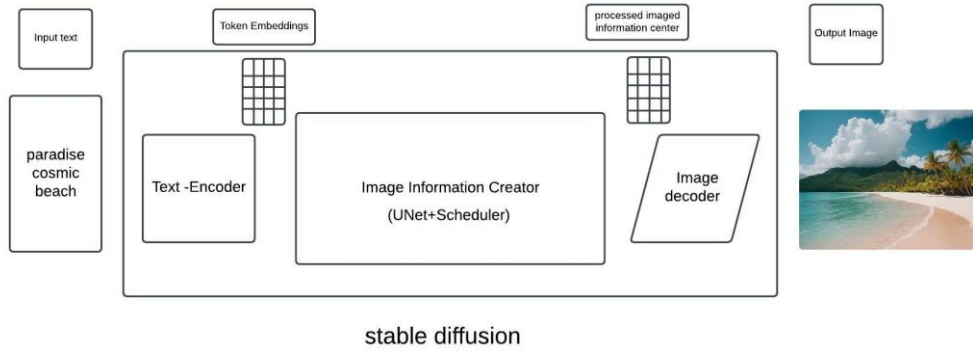 Input text
Token Embeddings
processed imaged
information center
Output Image
paradise
cosmic
beach
Text -Encoder
Image Information Creator
(UNet+Scheduler)
Image
decoder
stable diffusion